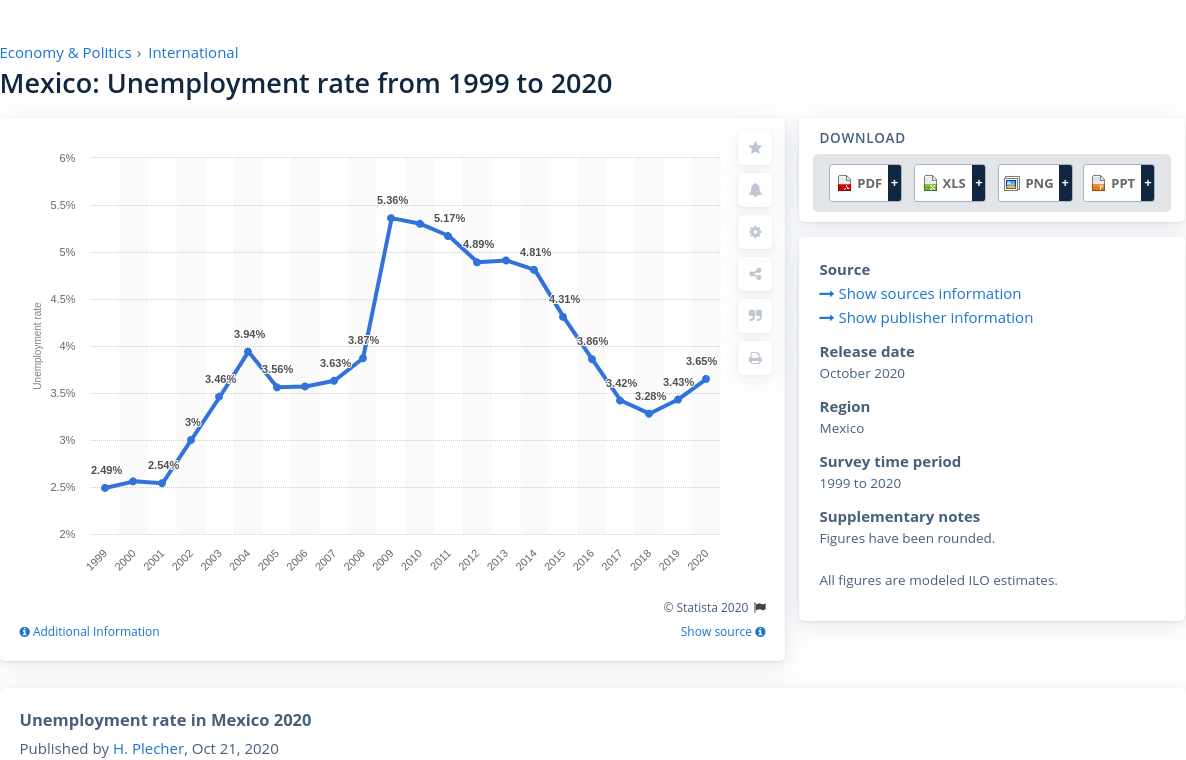 Economy & Politics › International
Mexico: Unemployment rate from 1999 to 2020
6%
5.5%
5%
4.5%
4%
3.5%
3%
2.5%
2%
Unemployment rate
2.49%
2.54%
3%
3.46%
3.94%
3.56%
3.63%
3.87%
5.36%
5.17%
4.89%
4.81%
4.31%
3.86%
3.42%
3.28%
3.43%
3.65%
1999
2000
2001
2002
2003
2004
2005
2006
2007
2008
2009
2010
2011
2012
2013
2014
2015
2016
2017
2018
2019
2020
© Statista 2020
Additional Information
Show source
DOWNLOAD
PDF + XLS + PNG + PPT +
Source
Show sources information
Show publisher information
Release date
October 2020
Region
Mexico
Survey time period
1999 to 2020
Supplementary notes
Figures have been rounded.
All figures are modeled ILO estimates.
Unemployment rate in Mexico 2020
Published by H. Plecher, Oct 21, 2020